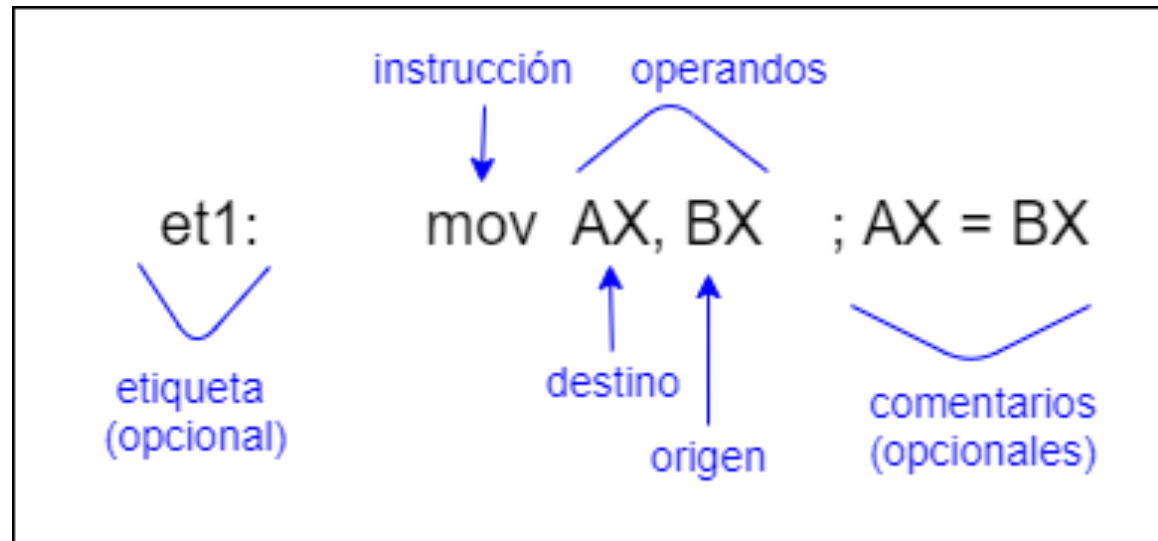 instrucción operandos
et1: mov AX, BX ; AX = BX
etiqueta
(opcional)
destino
origen
comentarios
(opcionales)